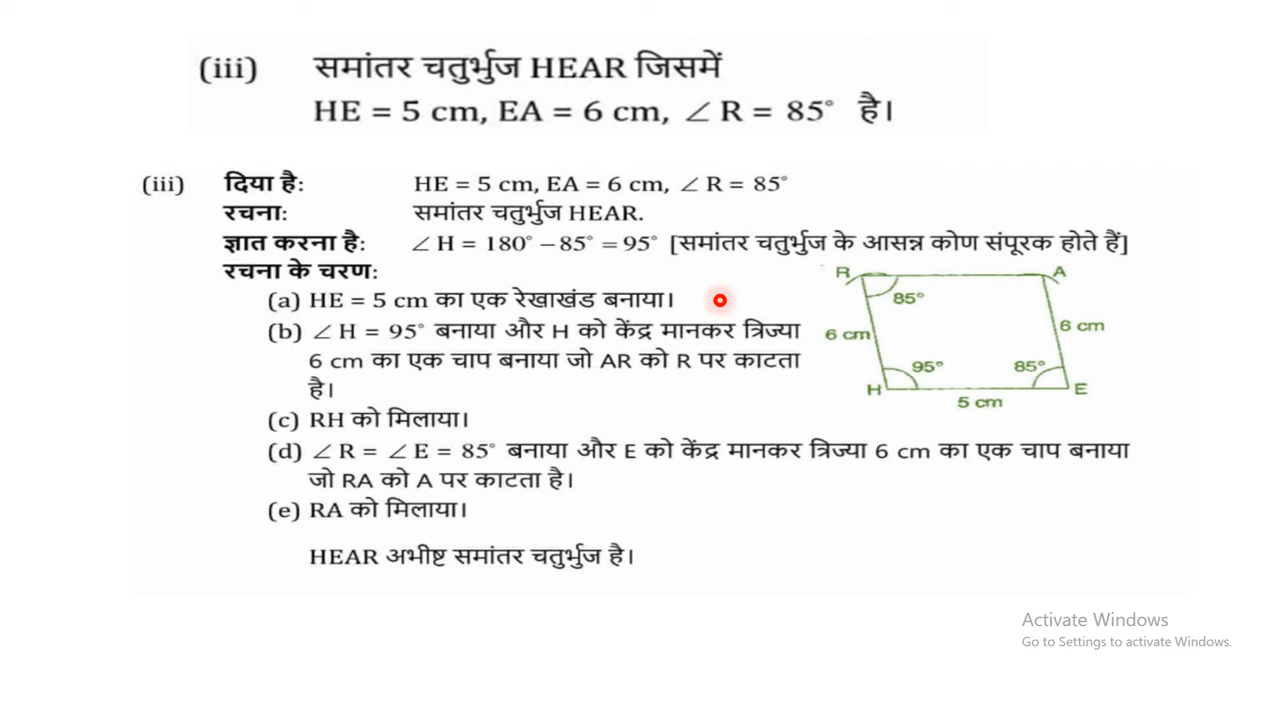 (iii) समांतर चतुर्भुज HEAR जिसमें
HE = 5 cm, EA = 6 cm, ∠ R = 85° है।
(iii) दिया है: HE = 5 cm, EA = 6 cm, ∠ R = 85°
रचना: समांतर चतुर्भुज HEAR.
ज्ञात करना है: ∠ H = 180° – 85° = 95° [समांतर चतुर्भुज के आसन्न कोण संपूरक होते हैं]
रचना के चरण:
(a) HE = 5 cm का एक रेखाखंड बनाया।
(b) ∠ H = 95° बनाया और H को केंद्र मानकर त्रिज्या
6 cm का एक चाप बनाया जो AR को R पर काटता
है।
(c) RH को मिलाया।
(d) ∠ R = ∠ E = 85° बनाया और E को केंद्र मानकर त्रिज्या 6 cm का एक चाप बनाया
जो RA को A पर काटता है।
(e) RA को मिलाया।
HEAR अभीष्ट समांतर चतुर्भुज है।
R A
85°
6 cm 6 cm
95° 85°
H E
5 cm
Activate Windows
Go to Settings to activate Windows.